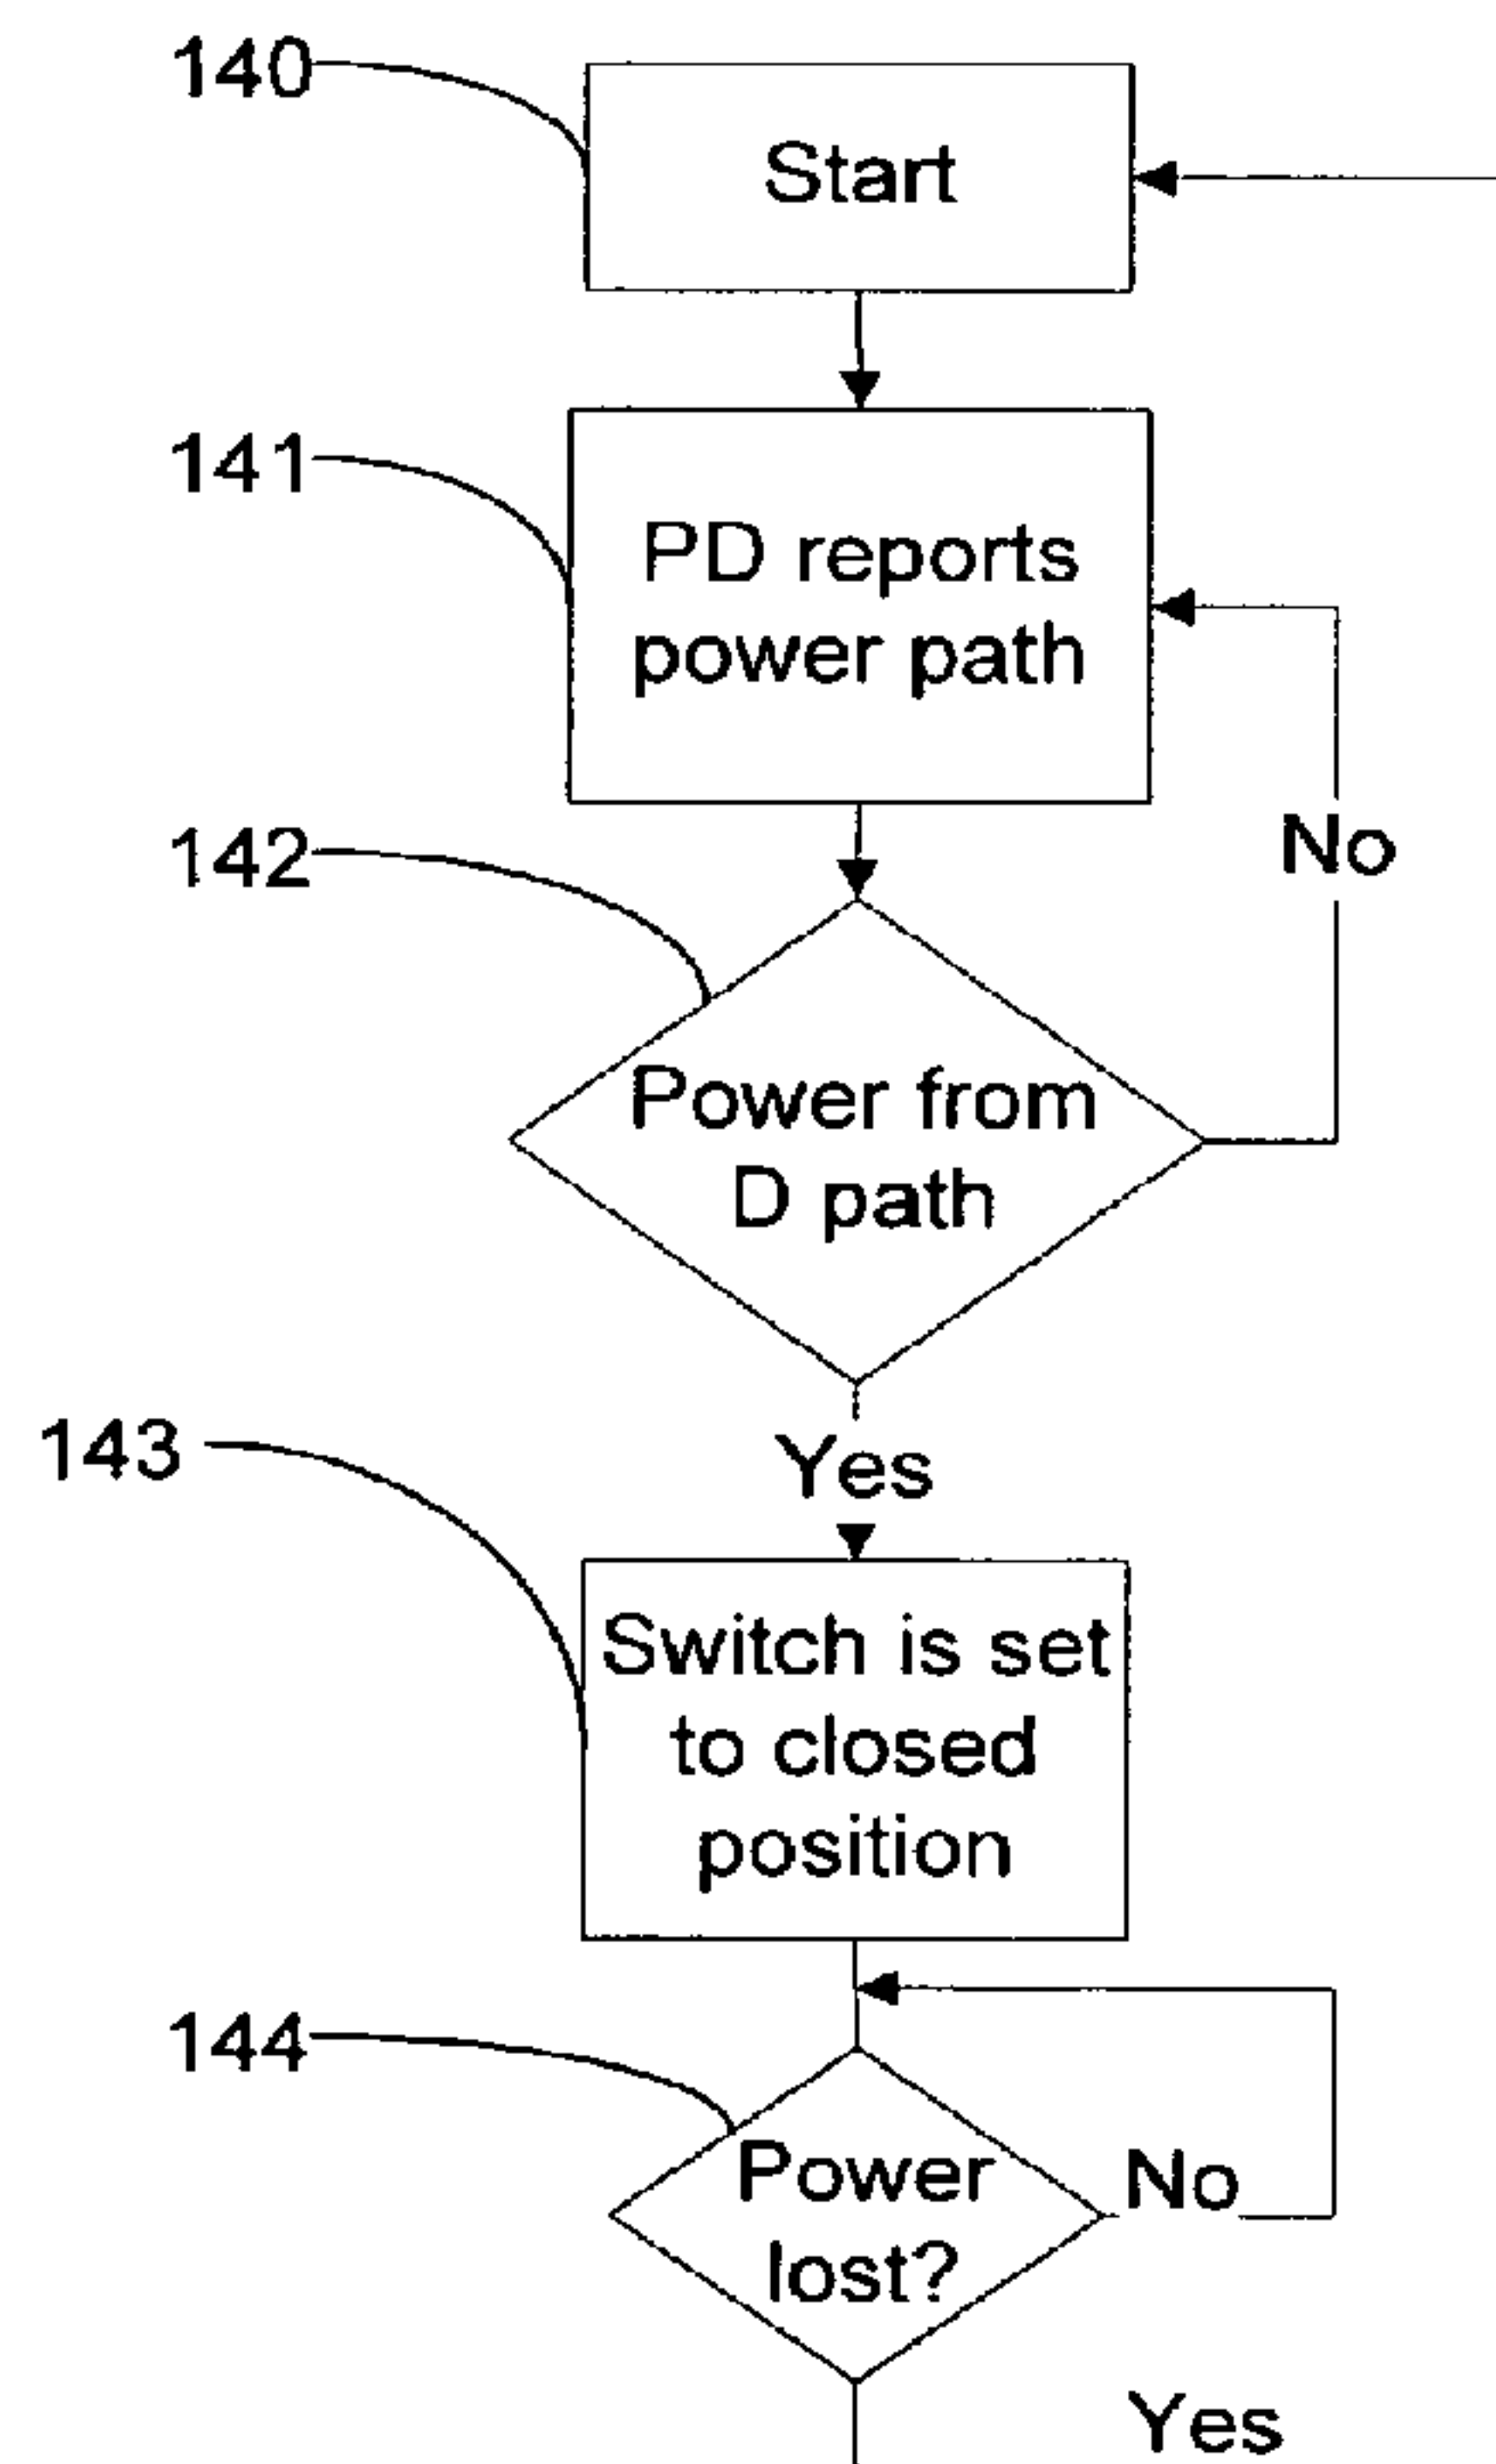 140
Start
141
PD reports
power path
No
142
Power from
D path
Yes
143
Switch is set
to closed
position
144
Power
lost?
No
Yes